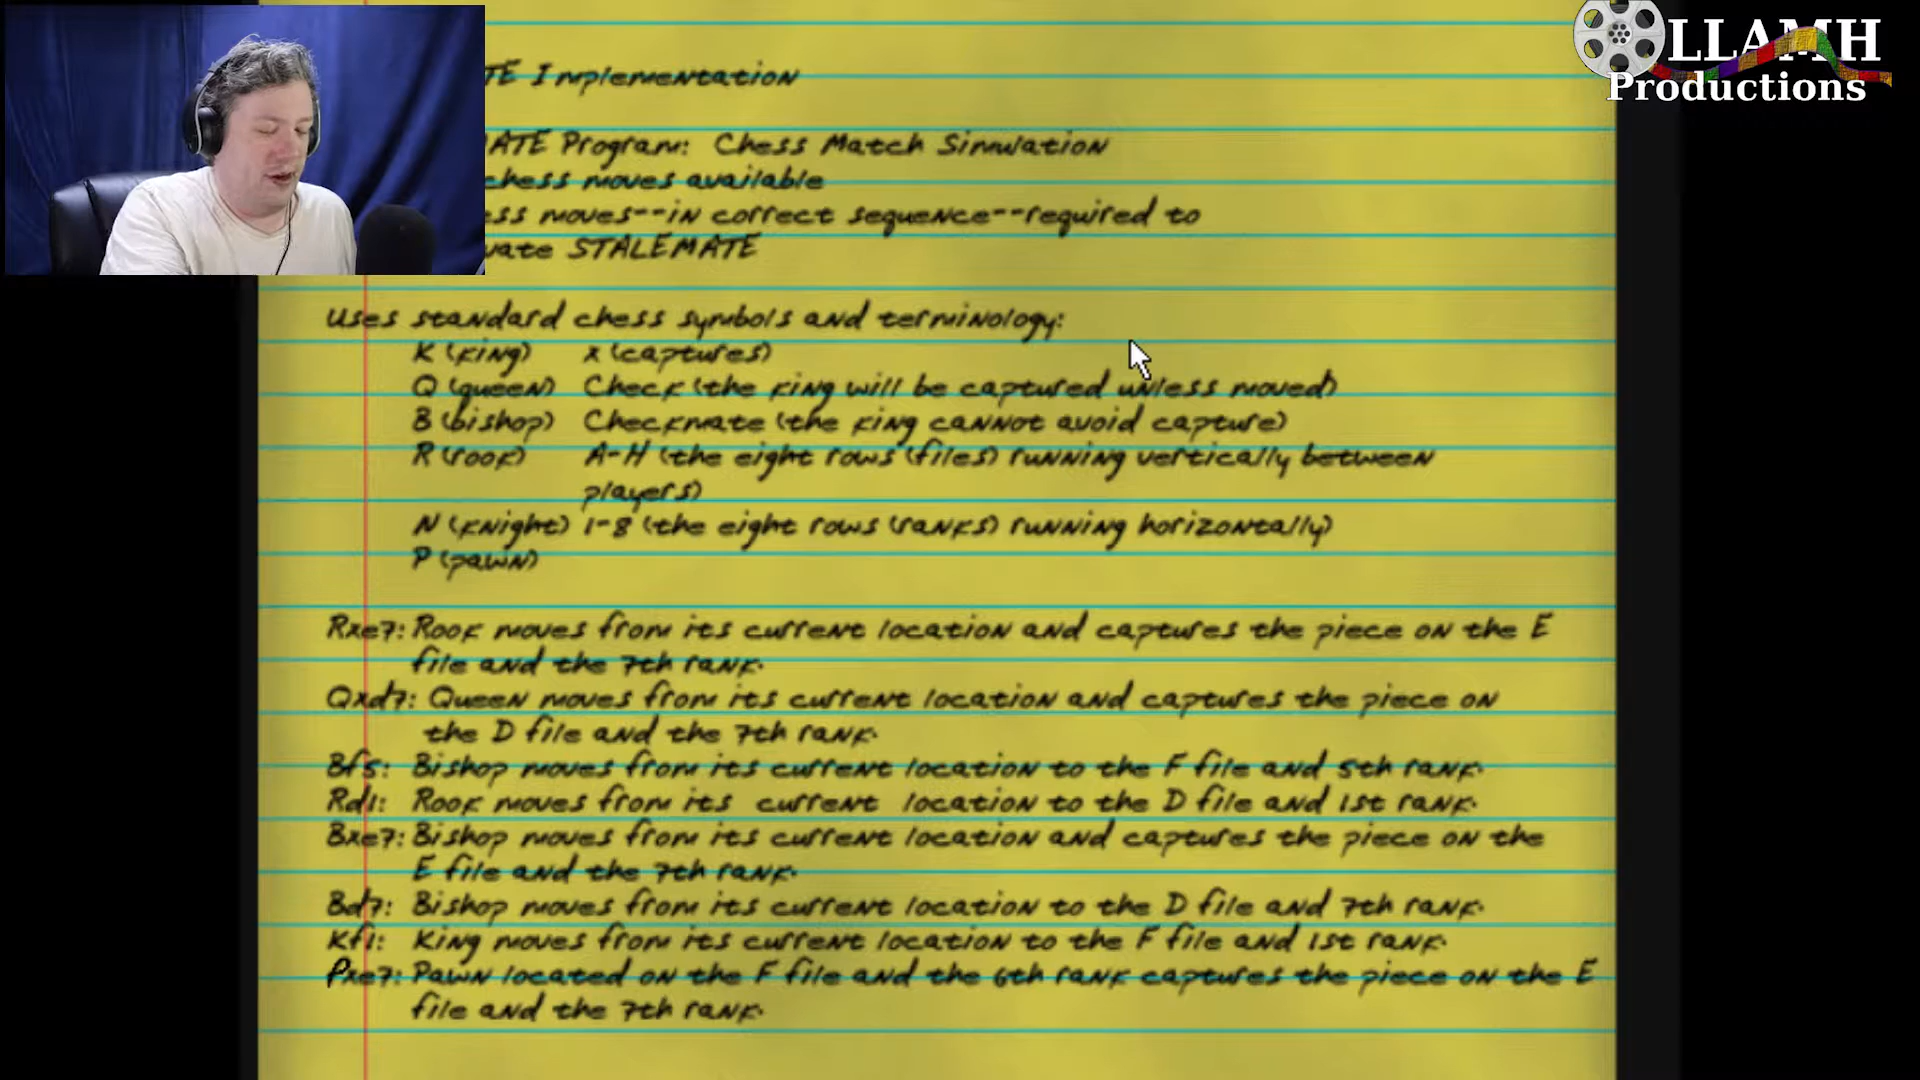 LLAMH
Productions
TE Implementation
ATE Program: Chess Match Simulation
chess moves available
ss moves--in correct sequence--required to
vate STALEMATE
Uses standard chess symbols and terminology:
K (king) x (captures)
Q (queen) Check (the king will be captured unless moved)
B (bishop) Checkmate (the king cannot avoid capture)
R (rook) A-H (the eight rows (files) running vertically between
players)
N (knight) 1-8 (the eight rows (ranks) running horizontally)
P (pawn)
Rxe7: Rook moves from its current location and captures the piece on the E
file and the 7th rank.
Qxd7: Queen moves from its current location and captures the piece on
the D file and the 7th rank.
Bf5: Bishop moves from its current location to the F file and 5th rank.
Rd1: Rook moves from its current location to the D file and 1st rank.
Bxe7: Bishop moves from its current location and captures the piece on the
E file and the 7th rank.
Bd7: Bishop moves from its current location to the D file and 7th rank.
Kf1: King moves from its current location to the F file and 1st rank.
Pxe7: Pawn located on the F file and the 6th rank captures the piece on the E
file and the 7th rank.